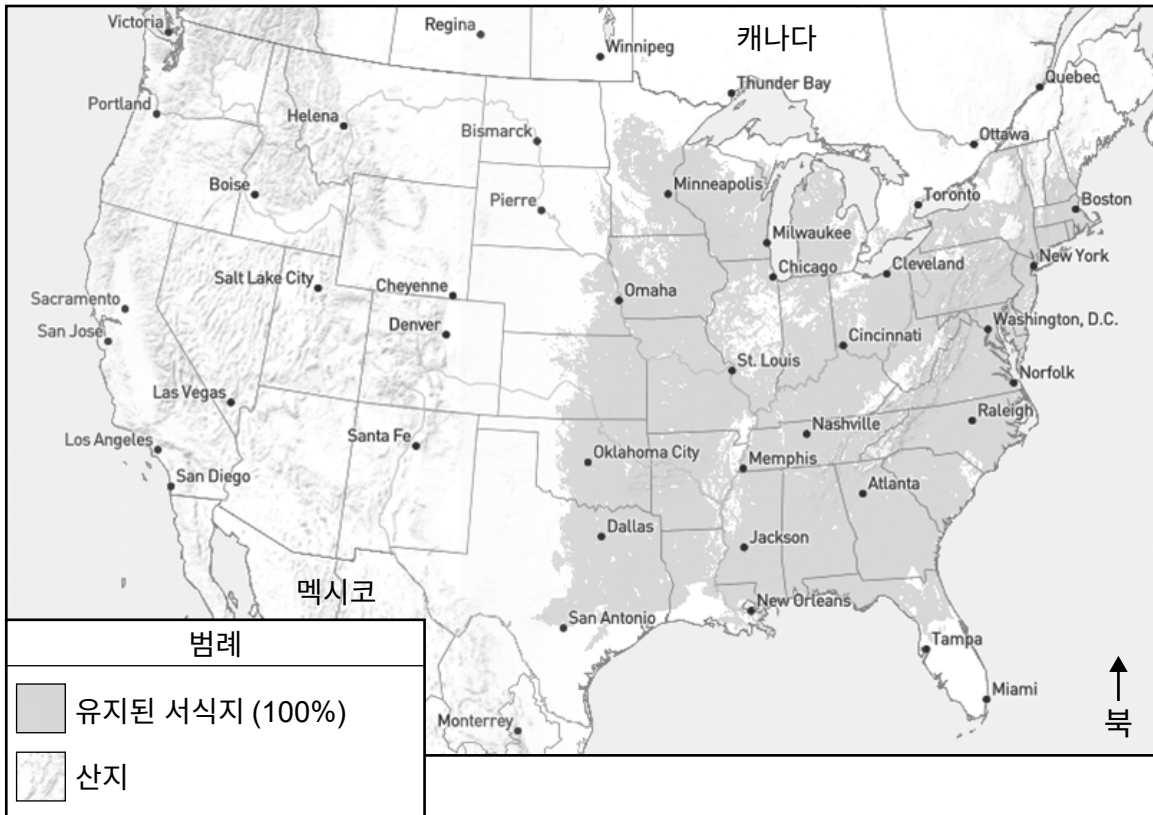 Victoria
Regina
Winnipeg
캐나다
Thunder Bay
Quebec
Portland
Helena
Bismarck
Ottawa
Boise
Pierre
Minneapolis
Toronto
Boston
Milwaukee
Salt Lake City
Cheyenne
Omaha
Chicago
Cleveland
New York
Sacramento
San Jose
Denver
Cincinnati
Washington, D.C.
St. Louis
Las Vegas
Norfolk
Los Angeles
Santa Fe
Nashville
Raleigh
San Diego
Oklahoma City
Memphis
Atlanta
Dallas
Jackson
멕시코
San Antonio
New Orleans
Tampa
Miami
북
Monterrey
범례
유지된 서식지 (100%)
산지